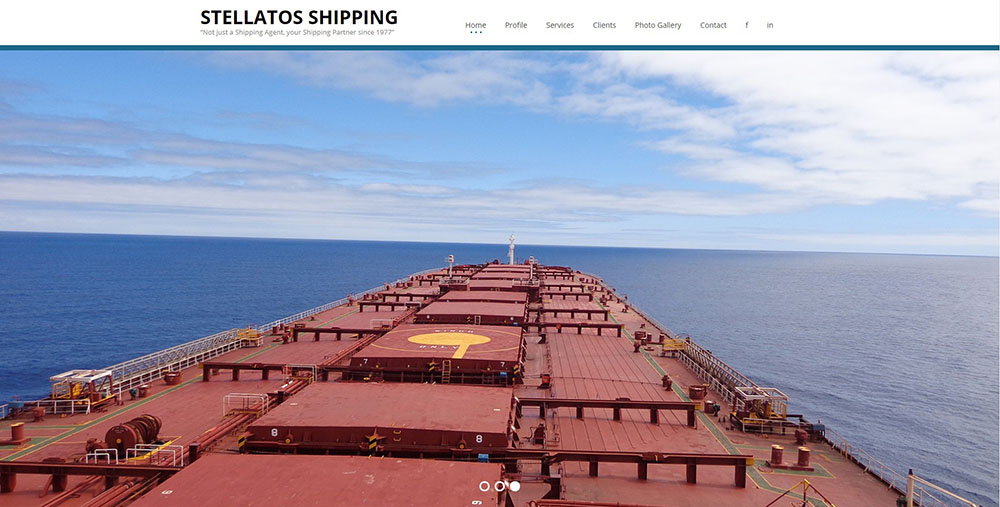 STELLATOS SHIPPING
"Not just a Shipping Agent, your Shipping Partner since 1977"
Home Profile Services Clients Photo Gallery Contact f in
7 7
8 8
9